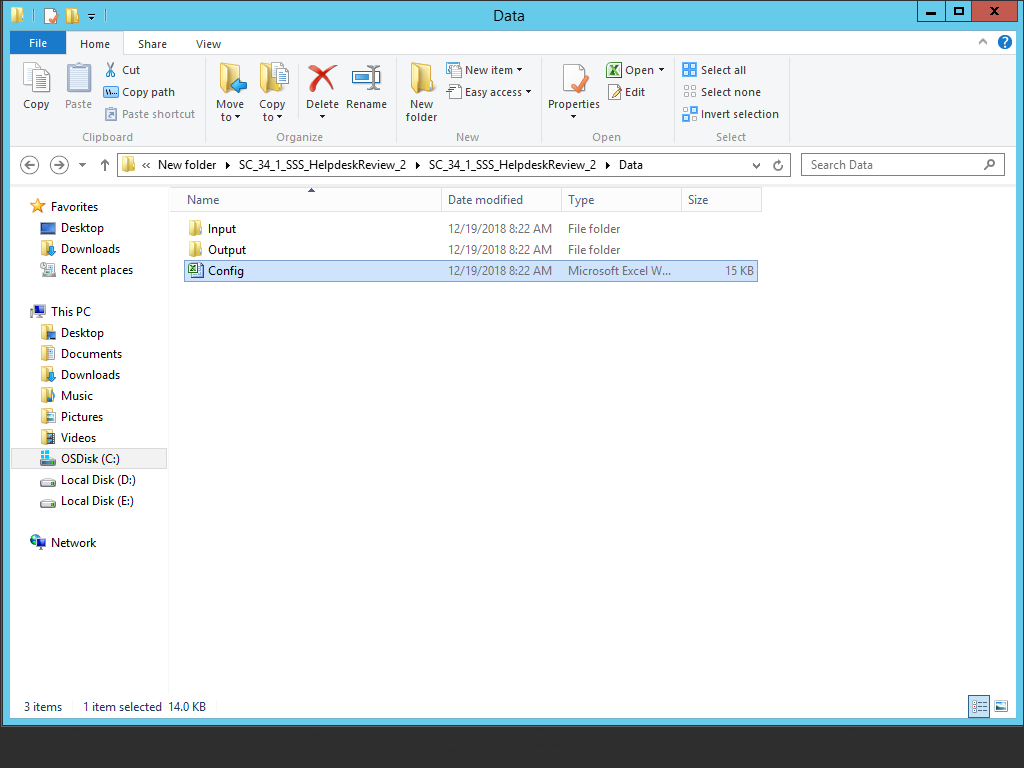 Data
File Home Share View
Copy
Paste
Cut
Copy path
Paste shortcut
Clipboard
Move to
Copy to
Delete
Rename
Organize
New folder
New item
Easy access
New
Properties
Open
Edit
Open
Select all
Select none
Invert selection
Select
« New folder SC_34_1_SSS_HelpdeskReview_2 SC_34_1_SSS_HelpdeskReview_2 Data
Search Data
Favorites
Desktop
Downloads
Recent places
This PC
Desktop
Documents
Downloads
Music
Pictures
Videos
OSDisk (C:)
Local Disk (D:)
Local Disk (E:)
Network
Name Date modified Type Size
Input 12/19/2018 8:22 AM File folder
Output 12/19/2018 8:22 AM File folder
Config 12/19/2018 8:22 AM Microsoft Excel W... 15 KB
3 items 1 item selected 14.0 KB